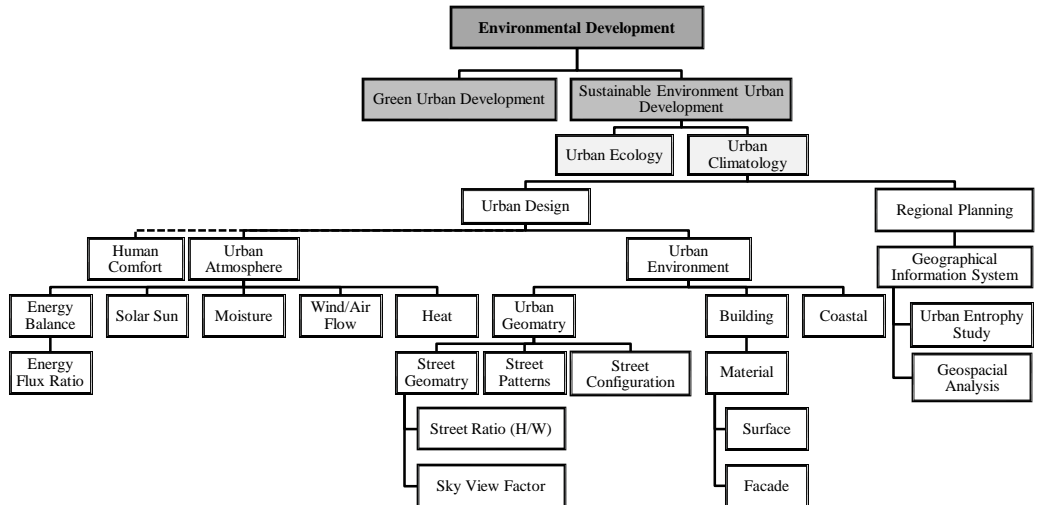 Environmental Development
Green Urban Development
Sustainable Environment Urban
Development
Urban Ecology
Urban
Climatology
Urban Design
Regional Planning
Human
Comfort
Urban
Atmosphere
Urban
Environment
Geographical
Information System
Energy
Balance
Solar Sun
Moisture
Wind/Air
Flow
Heat
Urban
Geomatry
Building
Coastal
Urban Entrophy
Study
Energy
Flux Ratio
Street
Geomatry
Street
Patterns
Street
Configuration
Material
Geospacial
Analysis
Street Ratio (H/W)
Surface
Sky View Factor
Facade